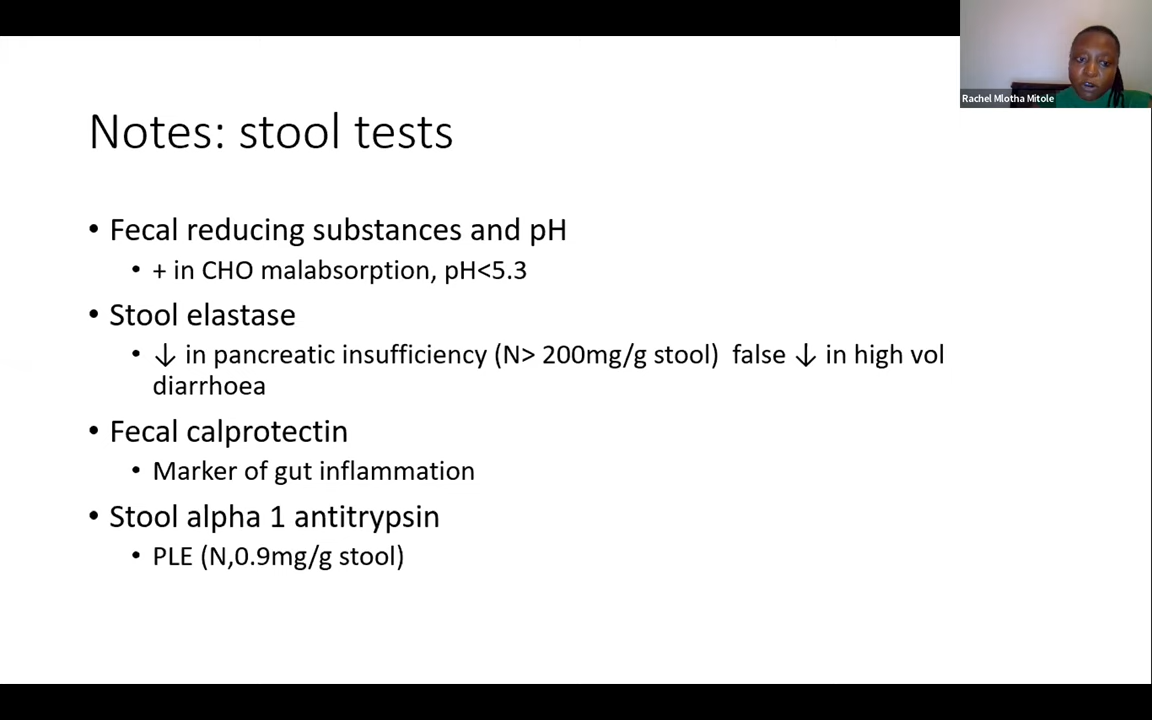 Rachel Mlotha Mitole
Notes: stool tests
• Fecal reducing substances and pH
• + in CHO malabsorption, pH<5.3
• Stool elastase
• ↓ in pancreatic insufficiency (N> 200mg/g stool) false ↓ in high vol
diarrhoea
• Fecal calprotectin
• Marker of gut inflammation
• Stool alpha 1 antitrypsin
• PLE (N,0.9mg/g stool)